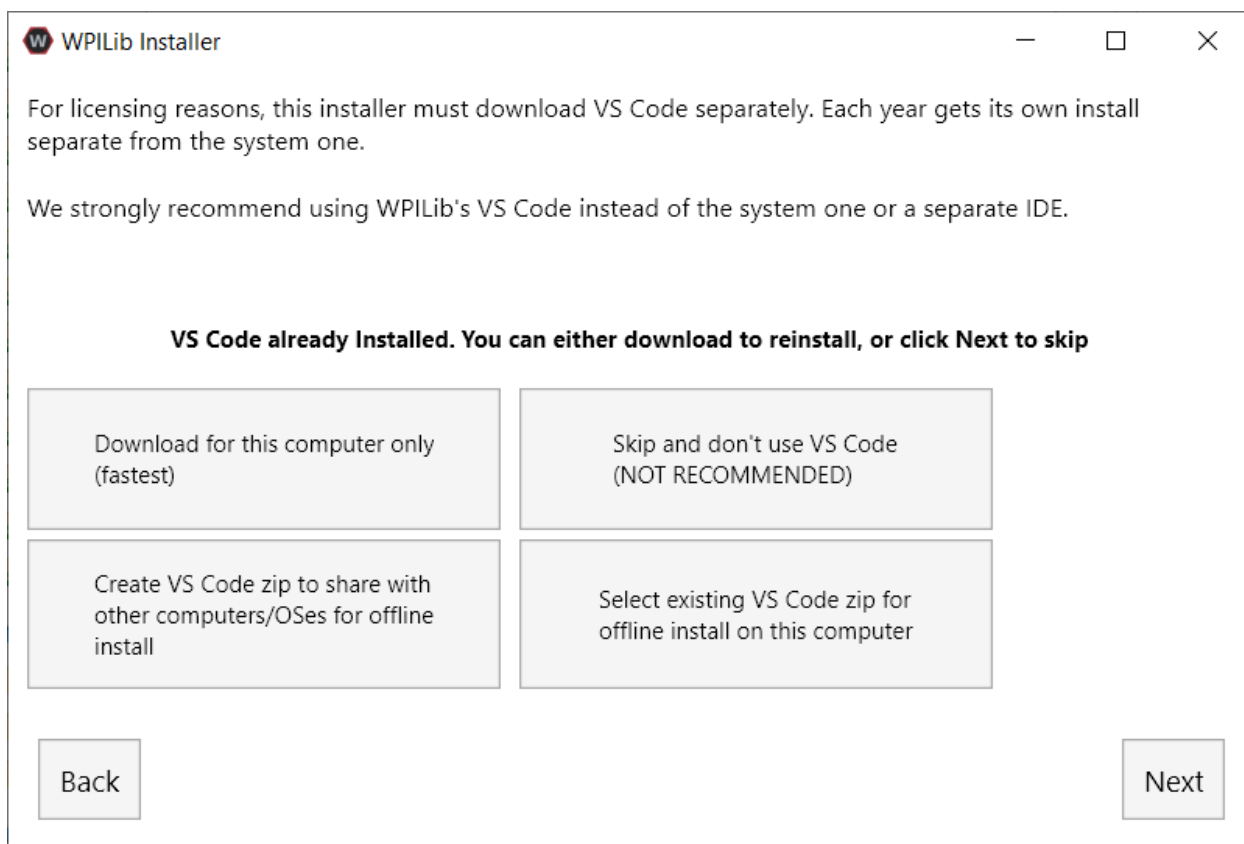 W WPILib Installer
For licensing reasons, this installer must download VS Code separately. Each year gets its own install
separate from the system one.
We strongly recommend using WPILib's VS Code instead of the system one or a separate IDE.
VS Code already Installed. You can either download to reinstall, or click Next to skip
Download for this computer only
(fastest)
Skip and don't use VS Code
(NOT RECOMMENDED)
Create VS Code zip to share with
other computers/OSes for offline
install
Select existing VS Code zip for
offline install on this computer
Back
Next